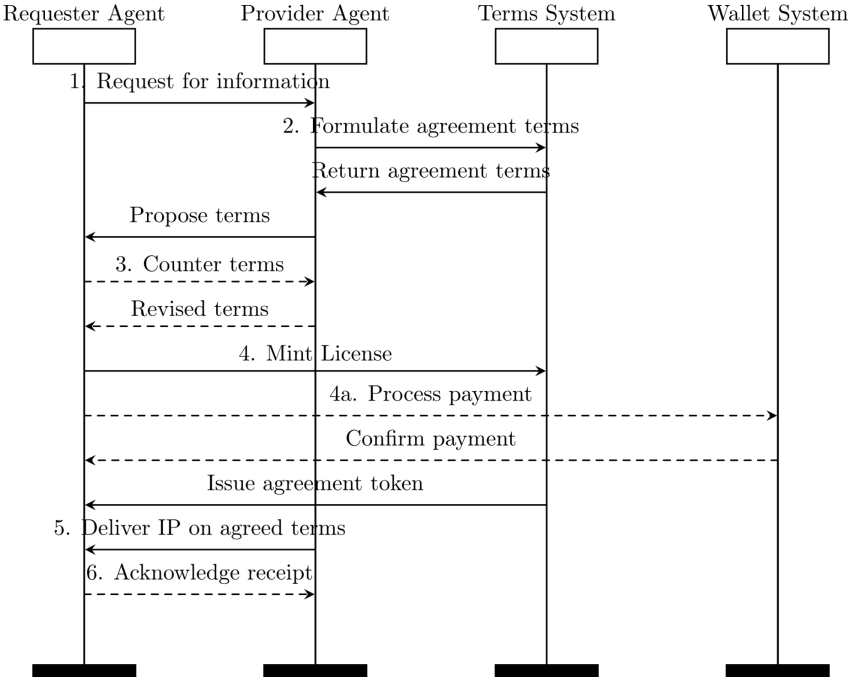 Requester Agent
Provider Agent
Terms System
Wallet System
1. Request for information
2. Formulate agreement terms
Return agreement terms
Propose terms
3. Counter terms
Revised terms
4. Mint License
4a. Process payment
Confirm payment
Issue agreement token
5. Deliver IP on agreed terms
6. Acknowledge receipt